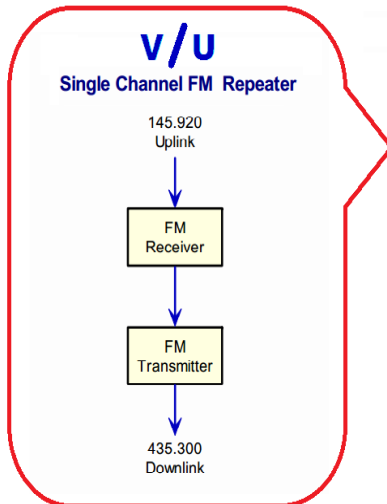 V/U
Single Channel FM Repeater
145.920
Uplink
FM
Receiver
FM
Transmitter
435.300
Downlink